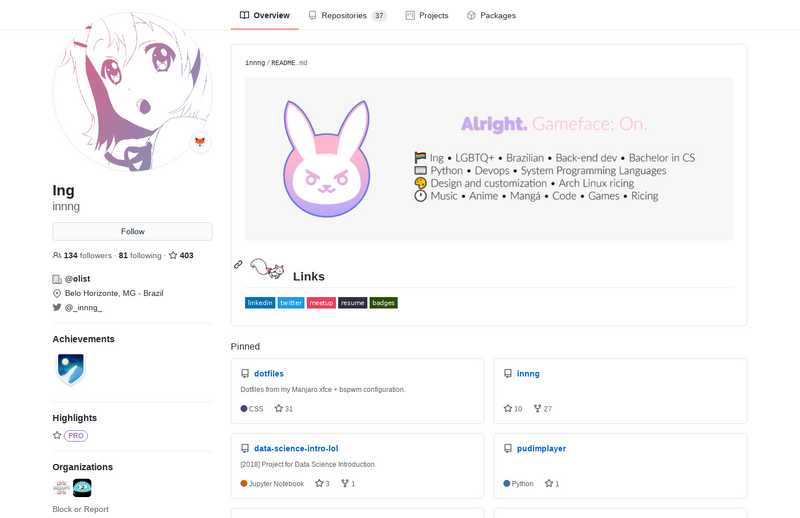 Overview
Repositories 37
Projects
Packages
Ing
innng
Follow
134 followers · 81 following · 403
@olist
Belo Horizonte, MG - Brazil
@_innng_
Achievements
Highlights
PRO
Organizations
Block or Report
innng / README.md
Alright. Gameface: On.
Ing • LGBTQ+ • Brazilian • Back-end dev • Bachelor in CS
Python • Devops • System Programming Languages
Design and customization • Arch Linux ricing
Music • Anime • Mangá • Code • Games • Ricing
Links
linkedin twitter meetup resume badges
Pinned
dotfiles
Dotfiles from my Manjaro xfce + bspwm configuration.
CSS 31
innng
10 27
data-science-intro-lol
[2018] Project for Data Science Introduction.
Jupyter Notebook 3 1
pudimplayer
Python 1